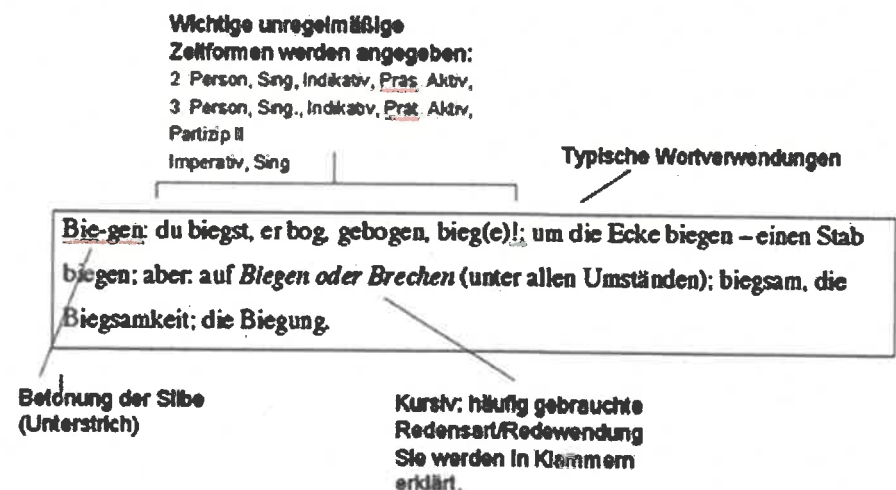 Wichtige unregelmäßige
Zeitformen werden angegeben:
2 Person, Sing, Indikativ, Präs Aktiv,
3 Person, Sing., Indikativ, Prät Aktiv,
Partizip II
Imperativ, Sing
Typische Wortverwendungen
Bie-gen: du biegst, er bog, gebogen, bieg(e)!; um die Ecke biegen – einen Stab
biegen; aber: auf Biegen oder Brechen (unter allen Umständen); biegsam, die
Biegsamkeit; die Biegung.
Betonung der Silbe
(Unterstrich)
Kursiv: häufig gebrauchte
Redensart/Redewendung
Sie werden in Klammern
erklärt.